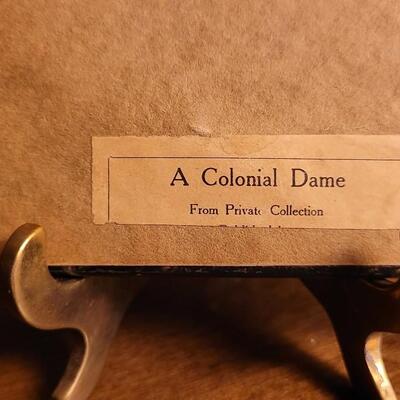 A Colonial Dame
From Private Collection